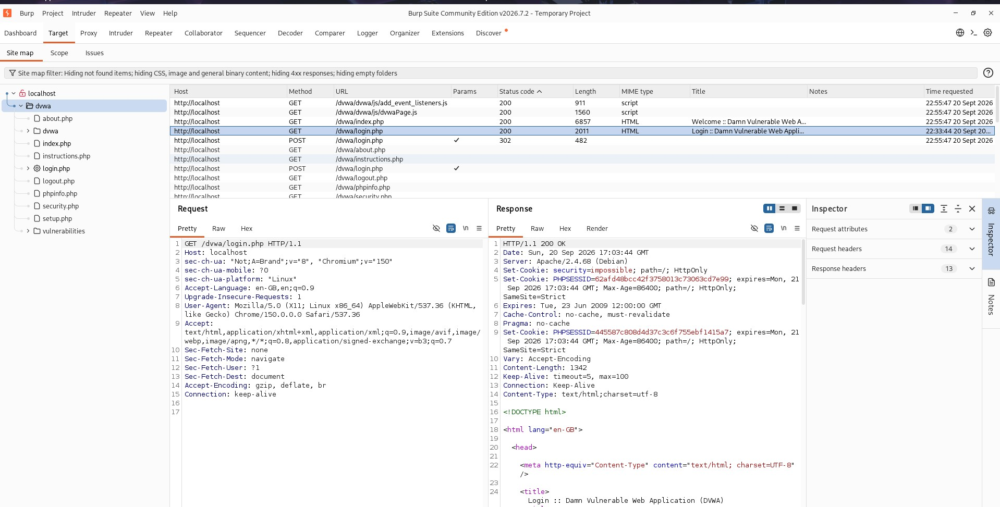 Burp Project Intruder Repeater View Help Burp Suite Community Edition v2026.7.2 - Temporary Project
Dashboard Target Proxy Intruder Repeater Collaborator Sequencer Decoder Comparer Logger Organizer Extensions Discover
Site map Scope Issues
Site map filter: Hiding not found items; hiding CSS, image and general binary content; hiding 4xx responses; hiding empty folders
localhost
dvwa
about.php
dvwa
index.php
instructions.php
login.php
logout.php
phpinfo.php
security.php
setup.php
vulnerabilities
Host Method URL Params Status code Length MIME type Title Notes Time requested
http://localhost GET /dvwa/dvwa/js/add_event_listeners.js 200 911 script 22:55:47 20 Sept 2026
http://localhost GET /dvwa/dvwa/js/dvwaPage.js 200 1560 script 22:55:47 20 Sept 2026
http://localhost GET /dvwa/index.php 200 6857 HTML Welcome :: Damn Vulnerable Web A... 22:55:47 20 Sept 2026
http://localhost GET /dvwa/login.php 200 2011 HTML Login :: Damn Vulnerable Web Appli... 22:33:44 20 Sept 20...
http://localhost POST /dvwa/login.php ✓ 302 482 22:55:47 20 Sept 2026
http://localhost GET /dvwa/about.php
http://localhost GET /dvwa/instructions.php
http://localhost POST /dvwa/login.php ✓
http://localhost GET /dvwa/logout.php
http://localhost GET /dvwa/phpinfo.php
http://localhost GET /dvwa/security.php
Request
Pretty Raw Hex \n
1 GET /dvwa/login.php HTTP/1.1
2 Host: localhost
3 sec-ch-ua: "Not;A=Brand";v="8", "Chromium";v="150"
4 sec-ch-ua-mobile: ?0
5 sec-ch-ua-platform: "Linux"
6 Accept-Language: en-GB,en;q=0.9
7 Upgrade-Insecure-Requests: 1
8 User-Agent: Mozilla/5.0 (X11; Linux x86_64) AppleWebKit/537.36 (KHTML,
like Gecko) Chrome/150.0.0.0 Safari/537.36
9 Accept:
text/html,application/xhtml+xml,application/xml;q=0.9,image/avif,image/
webp,image/apng,*/*;q=0.8,application/signed-exchange;v=b3;q=0.7
10 Sec-Fetch-Site: none
11 Sec-Fetch-Mode: navigate
12 Sec-Fetch-User: ?1
13 Sec-Fetch-Dest: document
14 Accept-Encoding: gzip, deflate, br
15 Connection: keep-alive
16
17
Response
Pretty Raw Hex Render \n
1 HTTP/1.1 200 OK
2 Date: Sun, 20 Sep 2026 17:03:44 GMT
3 Server: Apache/2.4.68 (Debian)
4 Set-Cookie: security=impossible; path=/; HttpOnly
5 Set-Cookie: PHPSESSID=62afd48bcc42f3758013c73063cd7e99; expires=Mon, 21
Sep 2026 17:03:44 GMT; Max-Age=86400; path=/; HttpOnly;
SameSite=Strict
6 Expires: Tue, 23 Jun 2009 12:00:00 GMT
7 Cache-Control: no-cache, must-revalidate
8 Pragma: no-cache
9 Set-Cookie: PHPSESSID=445587c808d4d37c3c6f755ebf1415a7; expires=Mon, 21
Sep 2026 17:03:44 GMT; Max-Age=86400; path=/; HttpOnly;
SameSite=Strict
10 Vary: Accept-Encoding
11 Content-Length: 1342
12 Keep-Alive: timeout=5, max=100
13 Connection: Keep-Alive
14 Content-Type: text/html;charset=utf-8
15
16 <!DOCTYPE html>
17
18 <html lang="en-GB">
19
20 <head>
21
22 <meta http-equiv="Content-Type" content="text/html; charset=UTF-8"
/>
23
24 <title>
Login :: Damn Vulnerable Web Application (DVWA)
Inspector
Request attributes 2
Request headers 14
Response headers 13
Inspector
Notes